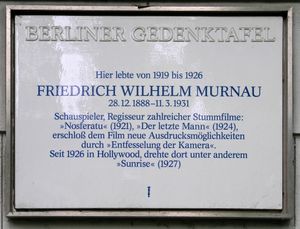 BERLINER GEDENKTAFEL
Hier lebte von 1919 bis 1926
FRIEDRICH WILHELM MURNAU
28.12.1888–11.3.1931
Schauspieler, Regisseur zahlreicher Stummfilme:
»Nosferatu« (1921), »Der letzte Mann« (1924),
erschloß dem Film neue Ausdrucksmöglichkeiten
durch »Entfesselung der Kamera«.
Seit 1926 in Hollywood, drehte dort unter anderem
»Sunrise« (1927)